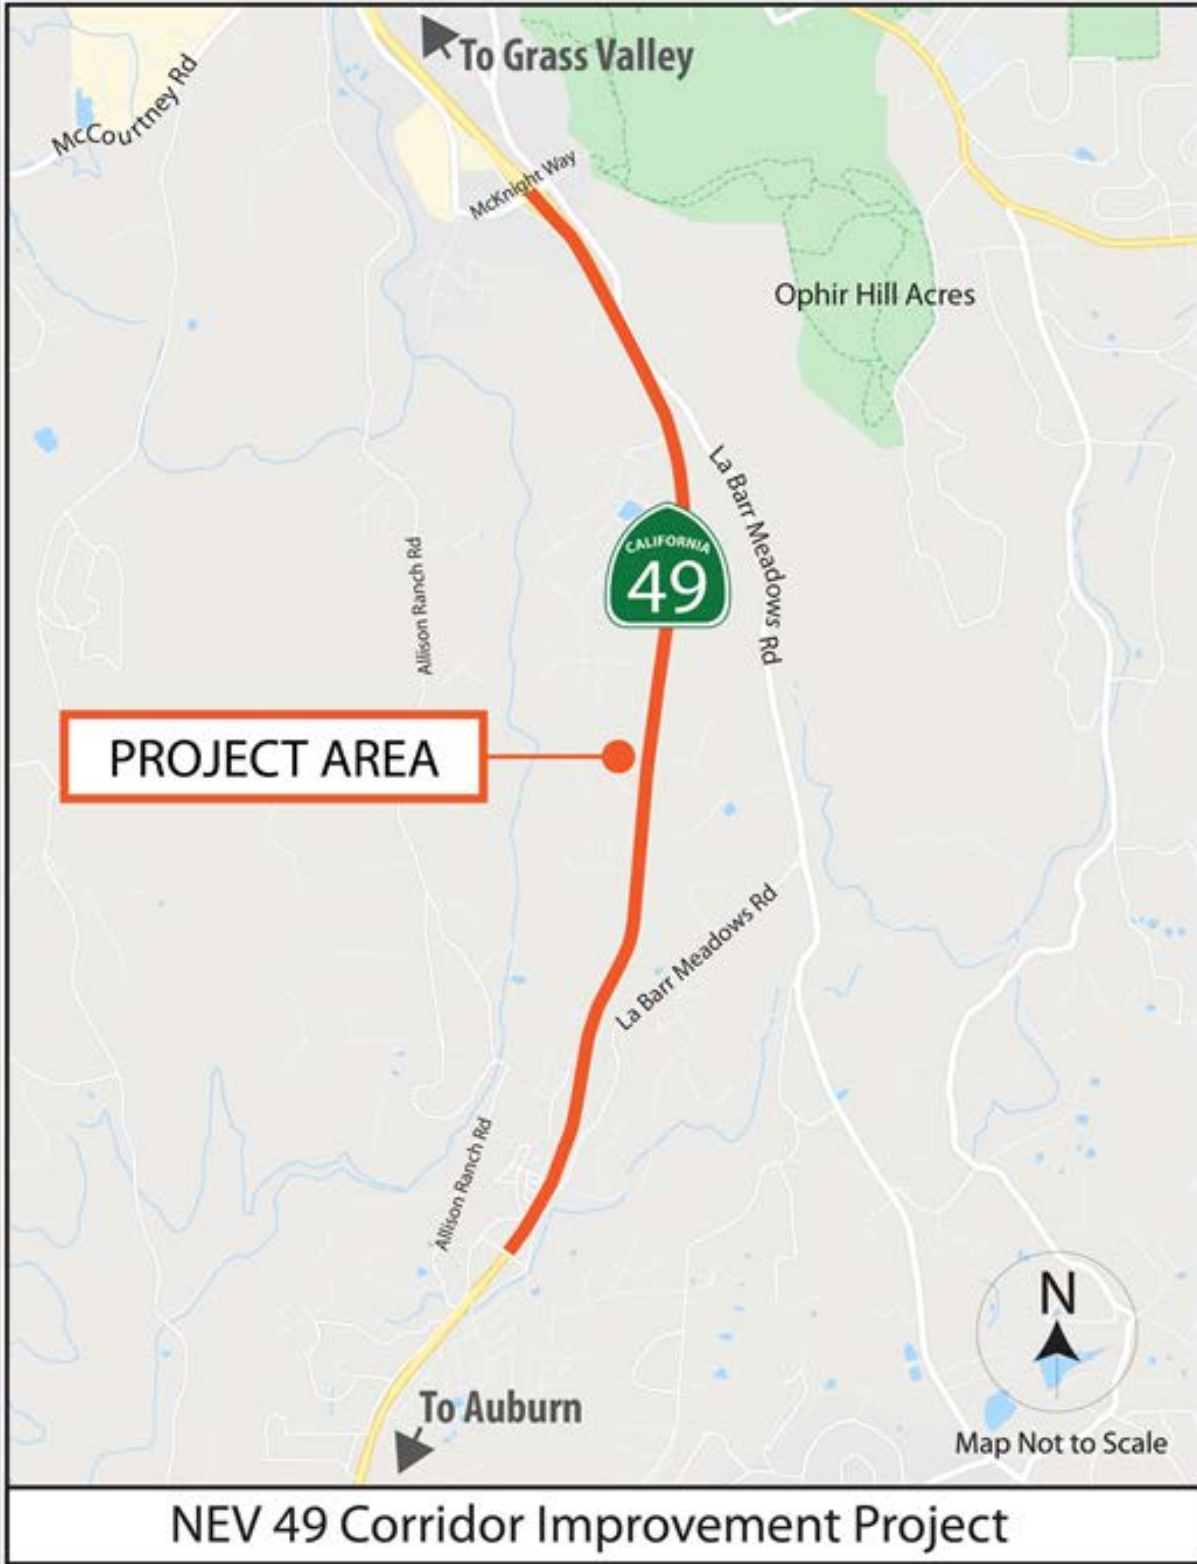 To Grass Valley
McCourtney Rd
McKnight Way
Ophir Hill Acres
La Barr Meadows Rd
CALIFORNIA
49
Allison Ranch Rd
PROJECT AREA
La Barr Meadows Rd
Allison Ranch Rd
N
To Auburn
Map Not to Scale
NEV 49 Corridor Improvement Project